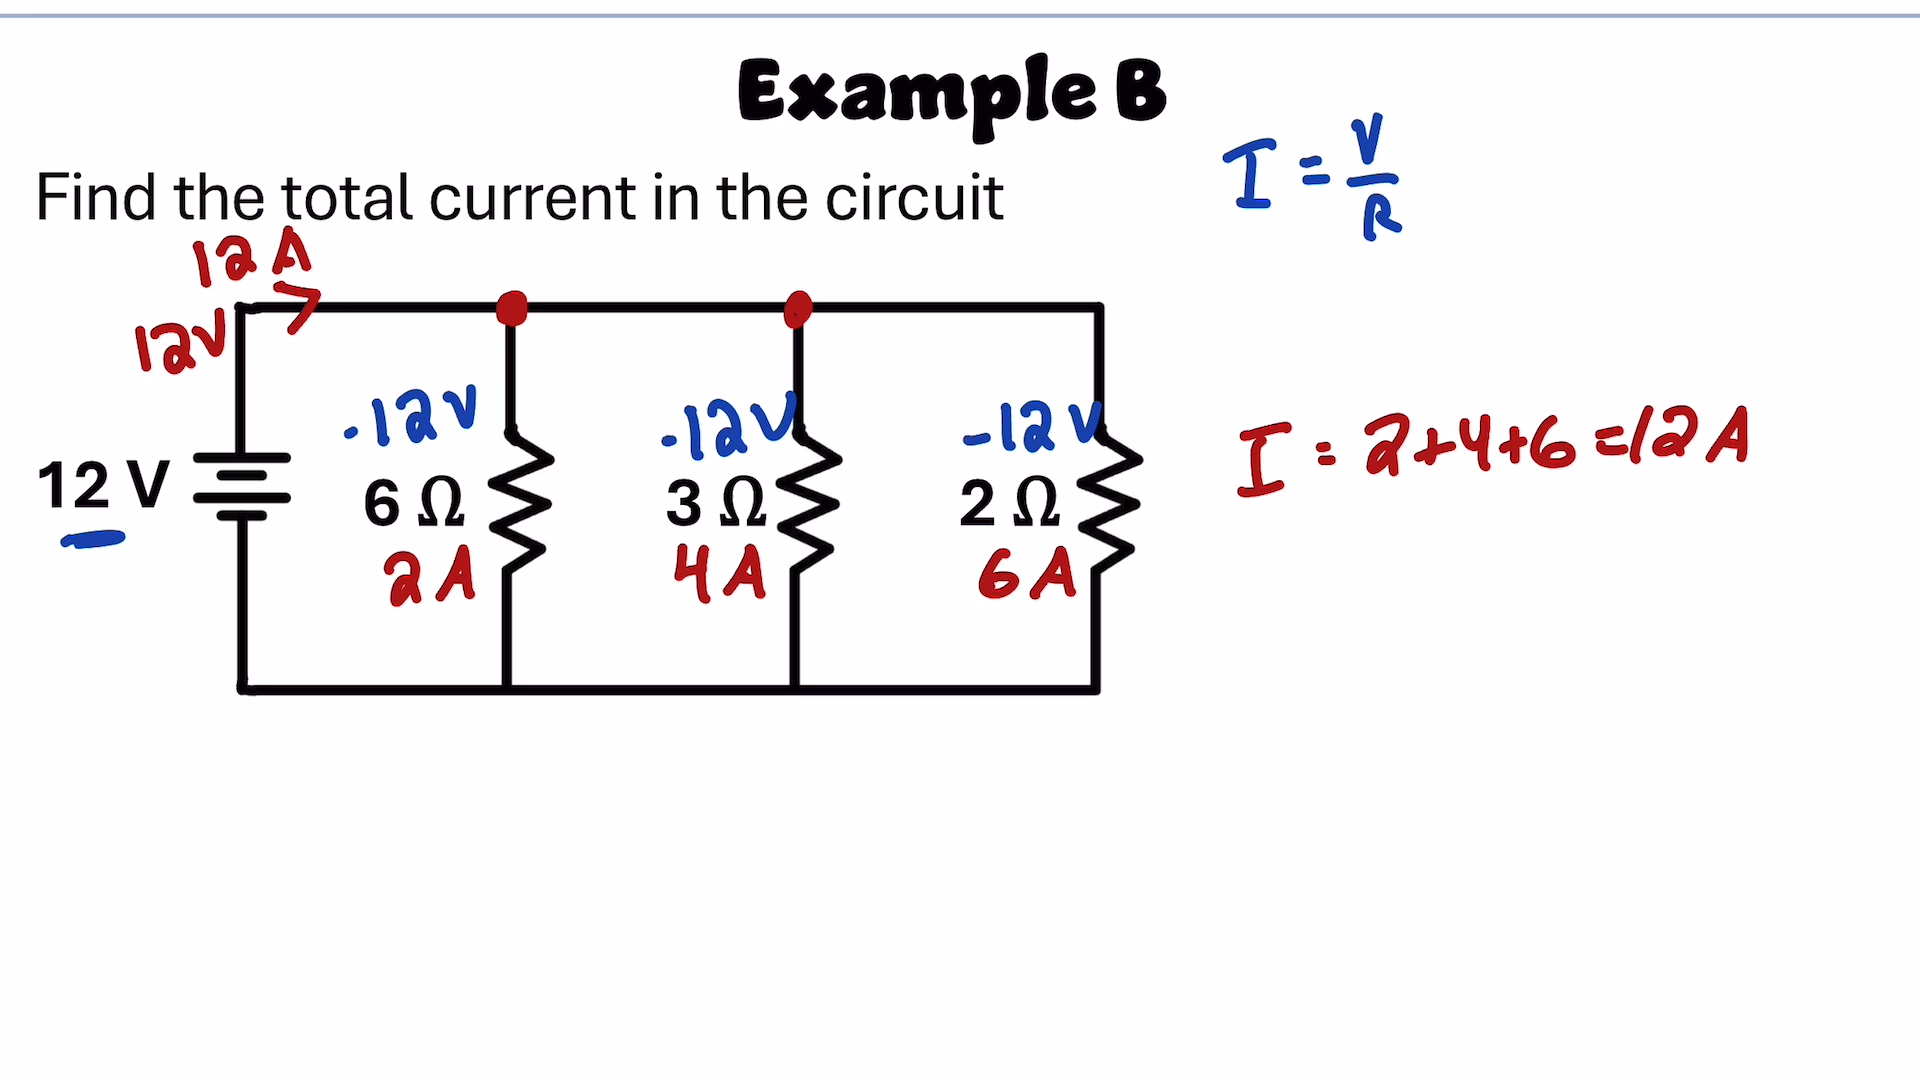 Example B
I = V/R
Find the total current in the circuit
12 A
12V
-12V
-12V
-12V
I = 2+4+6=12A
12 V
6 Ω
3 Ω
2 Ω
2A
4A
6A